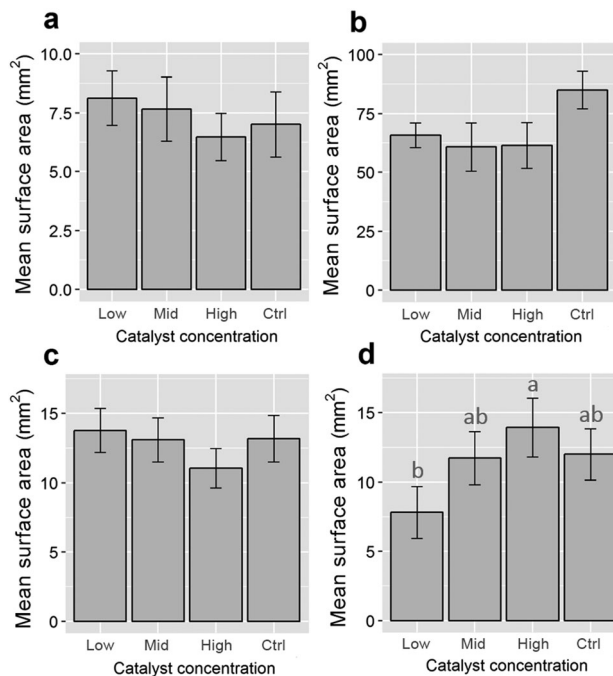 a
Mean surface area (mm²)
10.0
7.5
5.0
2.5
0.0
Low Mid High Ctrl
Catalyst concentration
b
Mean surface area (mm²)
100
75
50
25
0
Low Mid High Ctrl
Catalyst concentration
c
Mean surface area (mm²)
15
10
5
0
Low Mid High Ctrl
Catalyst concentration
d
Mean surface area (mm²)
15
10
5
0
b ab a ab
Low Mid High Ctrl
Catalyst concentration